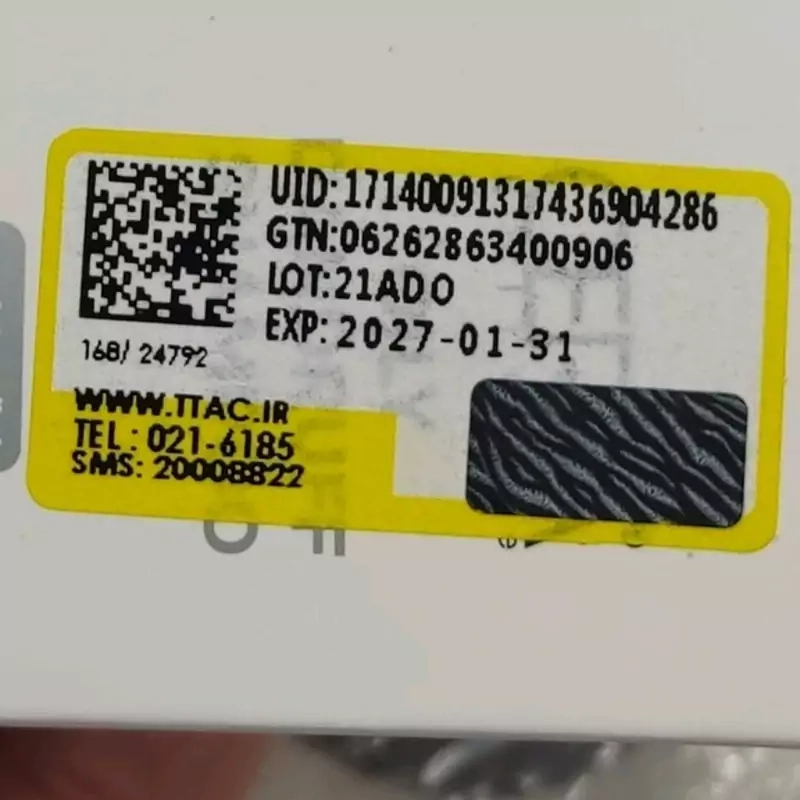 UID:17140091317436904286
GTN:06262863400906
LOT:21ADO
EXP: 2027-01-31
168/ 24792
WWW.TTAC.IR
TEL : 021-6185
SMS: 20008822